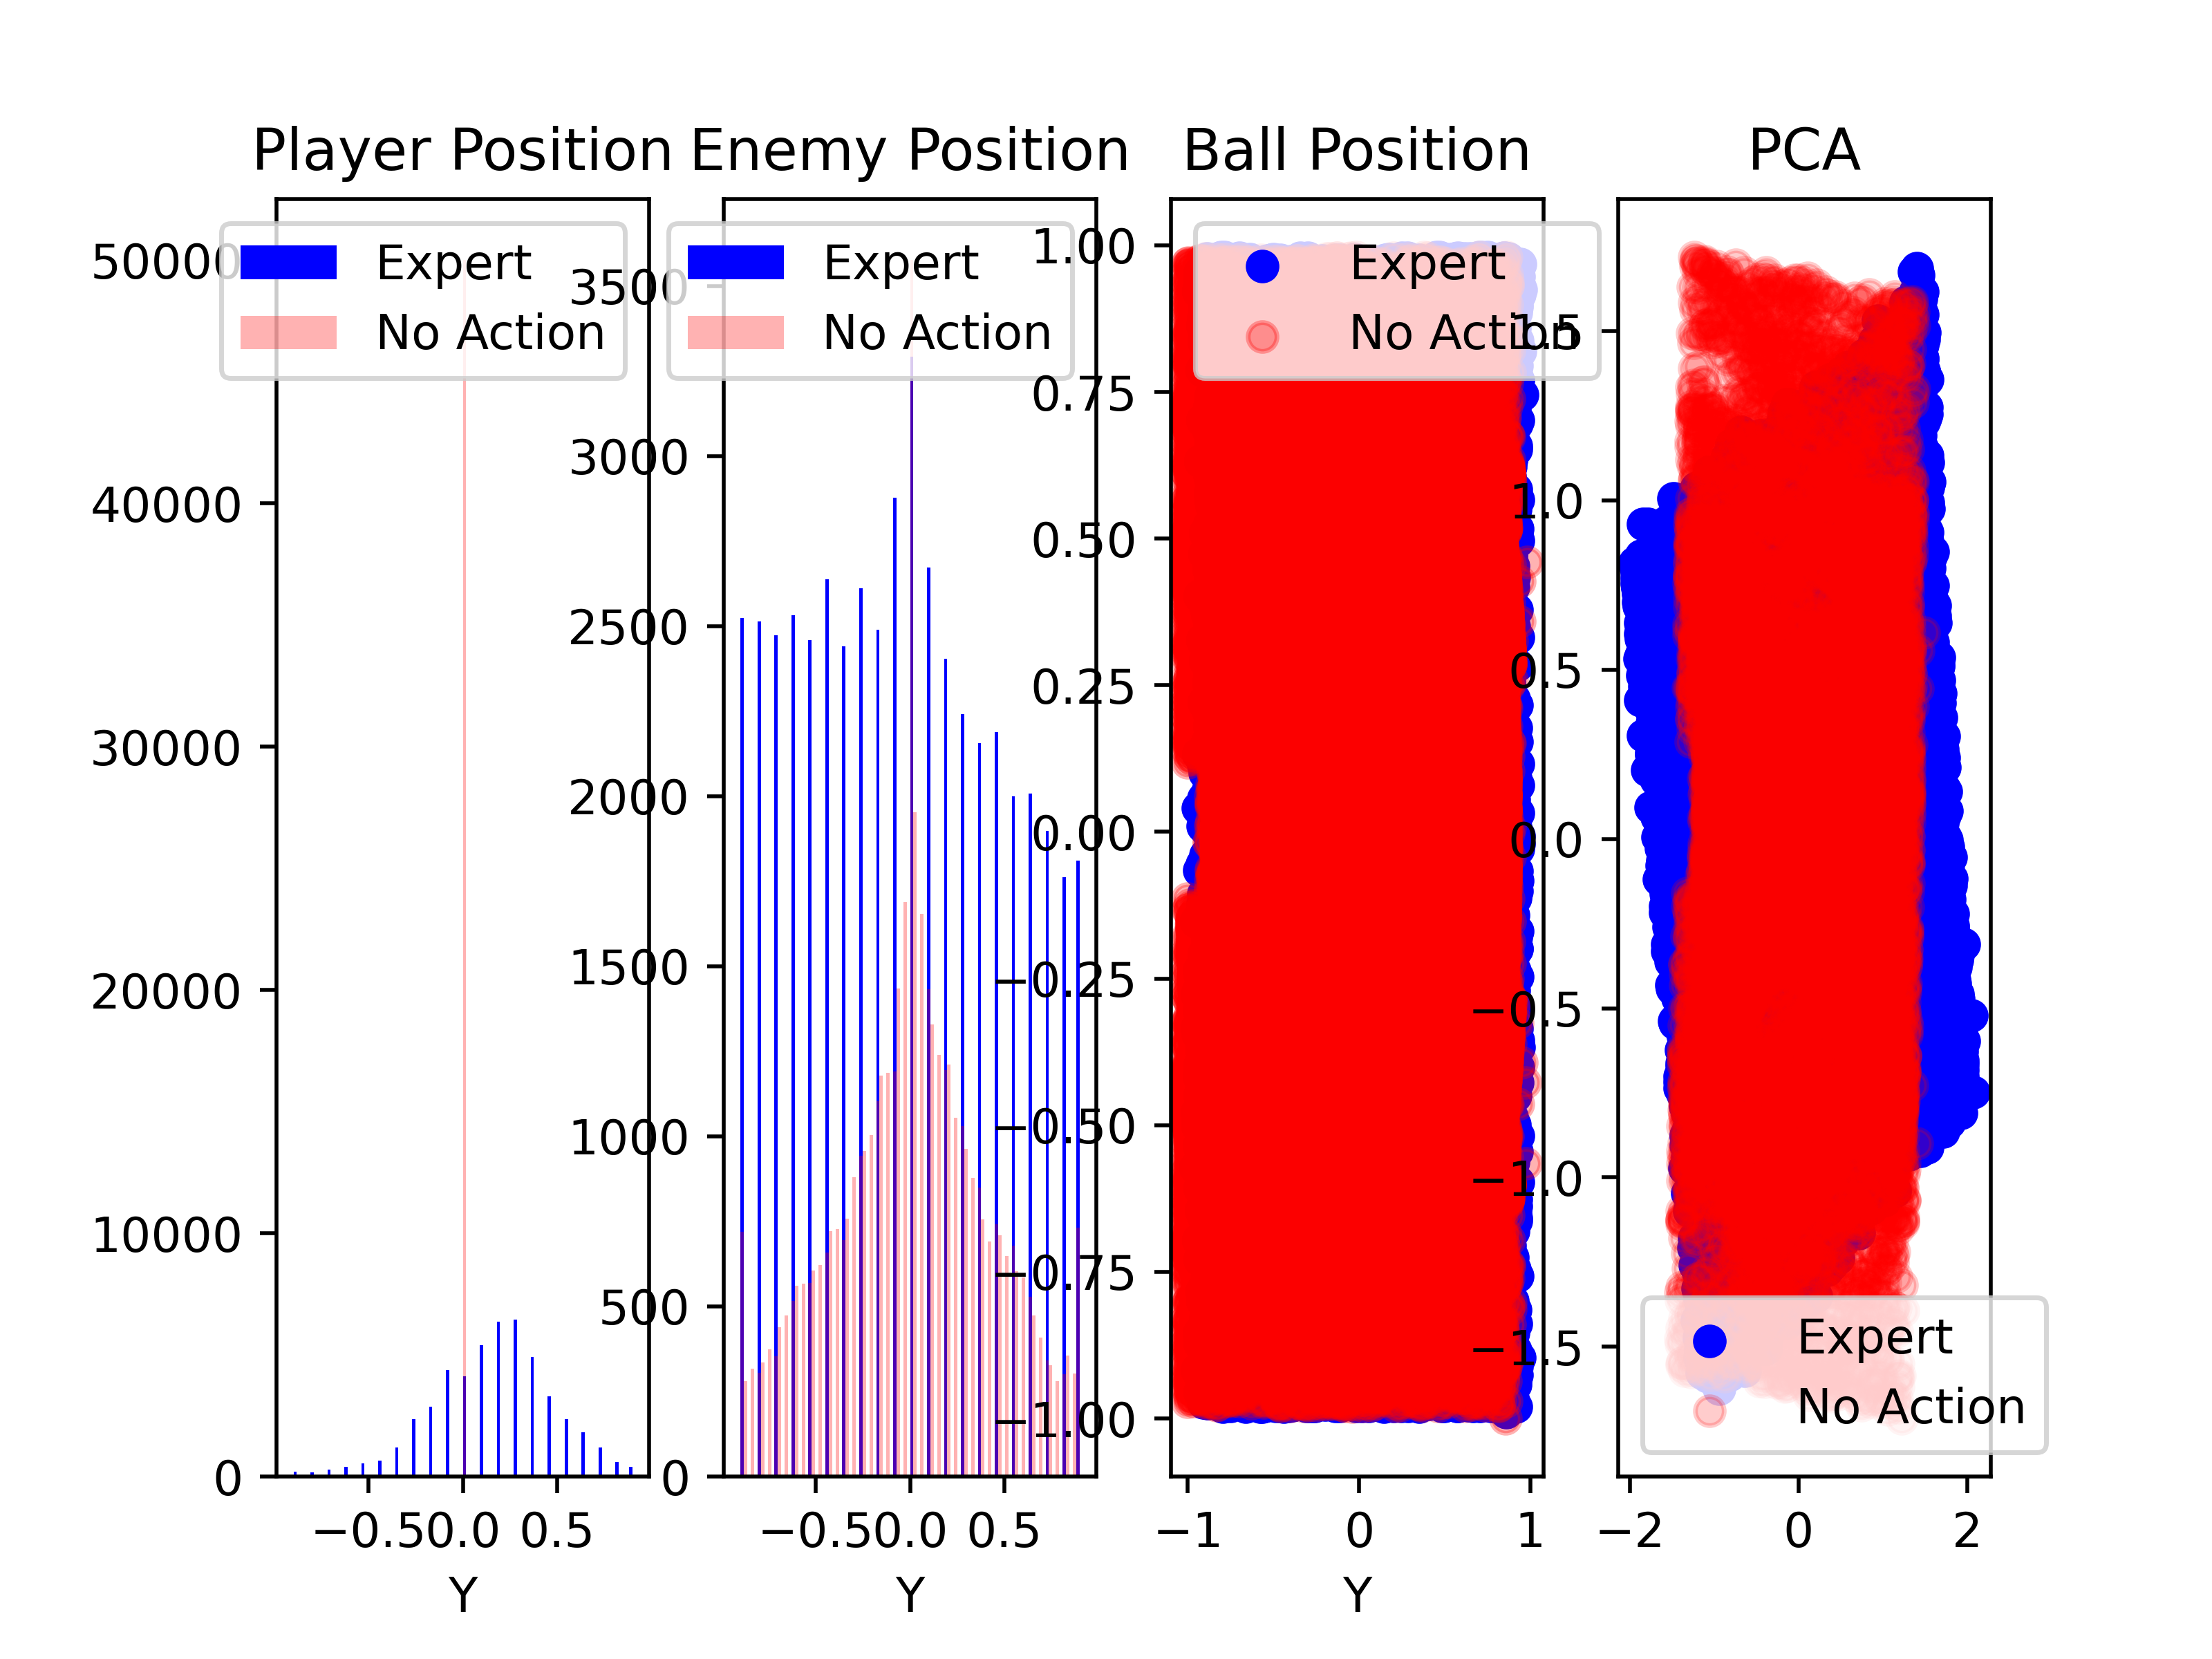 Player Position
Enemy Position
Ball Position
PCA
Expert
No Action
50000
40000
30000
20000
10000
0
−0.5
0.0
0.5
Y
Expert
No Action
3500
3000
2500
2000
1500
1000
500
0
−0.5
0.0
0.5
Y
Expert
No Action
1.00
0.75
0.50
0.25
0.00
−0.25
−0.50
−0.75
−1.00
−1
0
1
Y
1.5
1.0
0.5
0.0
−0.5
−1.0
−1.5
Expert
No Action
−2
0
2